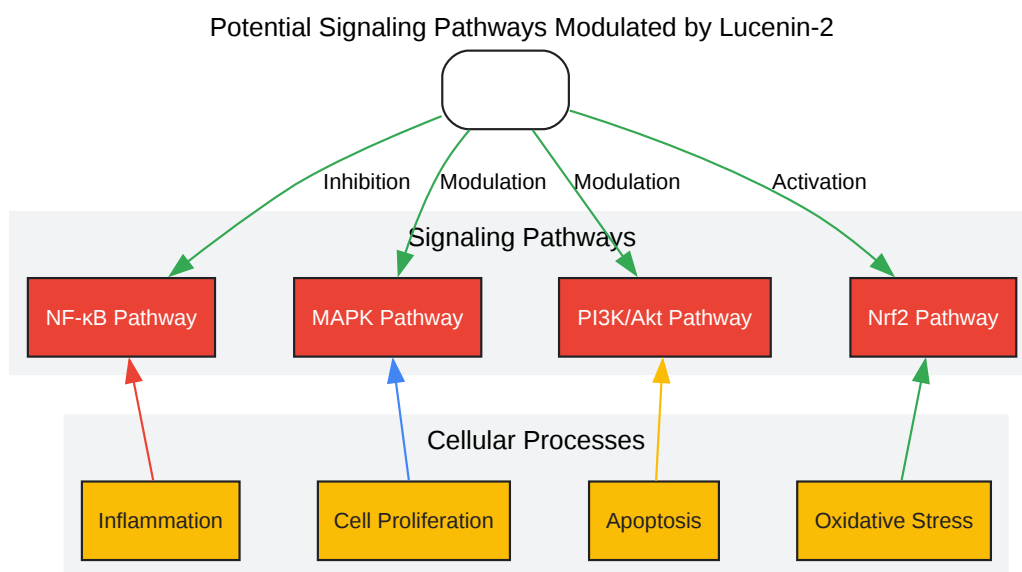 Potential Signaling Pathways Modulated by Lucenin-2
Inhibition
Modulation
Modulation
Activation
Signaling Pathways
NF-κB Pathway
MAPK Pathway
PI3K/Akt Pathway
Nrf2 Pathway
Cellular Processes
Inflammation
Cell Proliferation
Apoptosis
Oxidative Stress